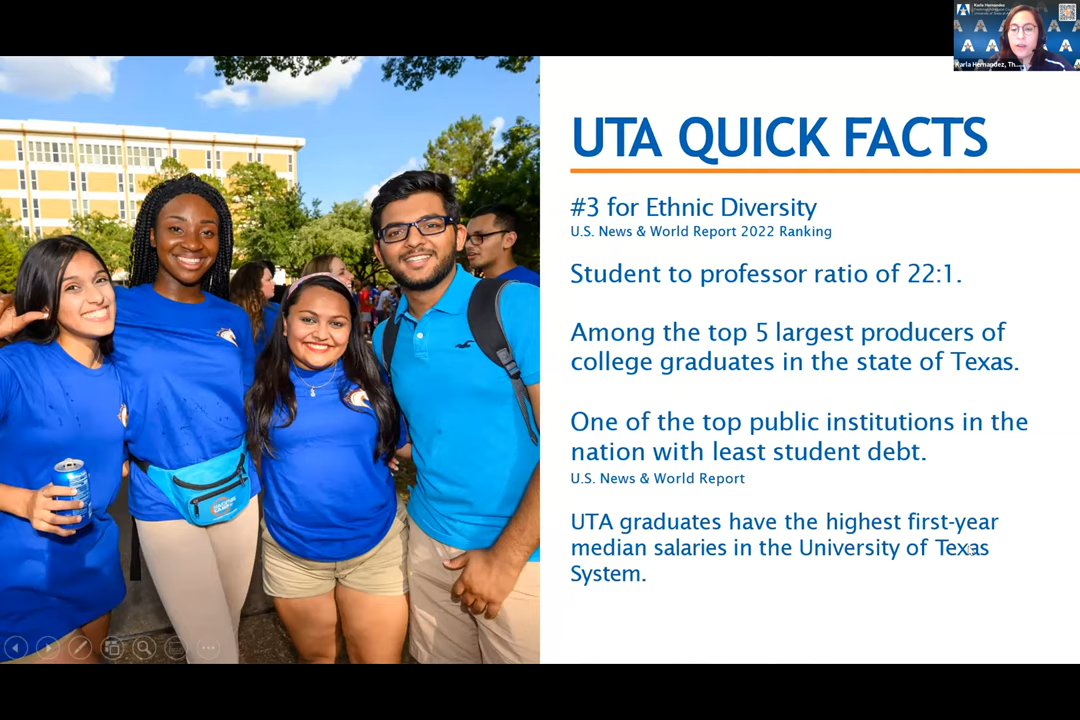 Karla Hernandez
Karla Hernandez, Th...
UTA QUICK FACTS
#3 for Ethnic Diversity
U.S. News & World Report 2022 Ranking
Student to professor ratio of 22:1.
Among the top 5 largest producers of
college graduates in the state of Texas.
One of the top public institutions in the
nation with least student debt.
U.S. News & World Report
UTA graduates have the highest first-year
median salaries in the University of Texas
System.